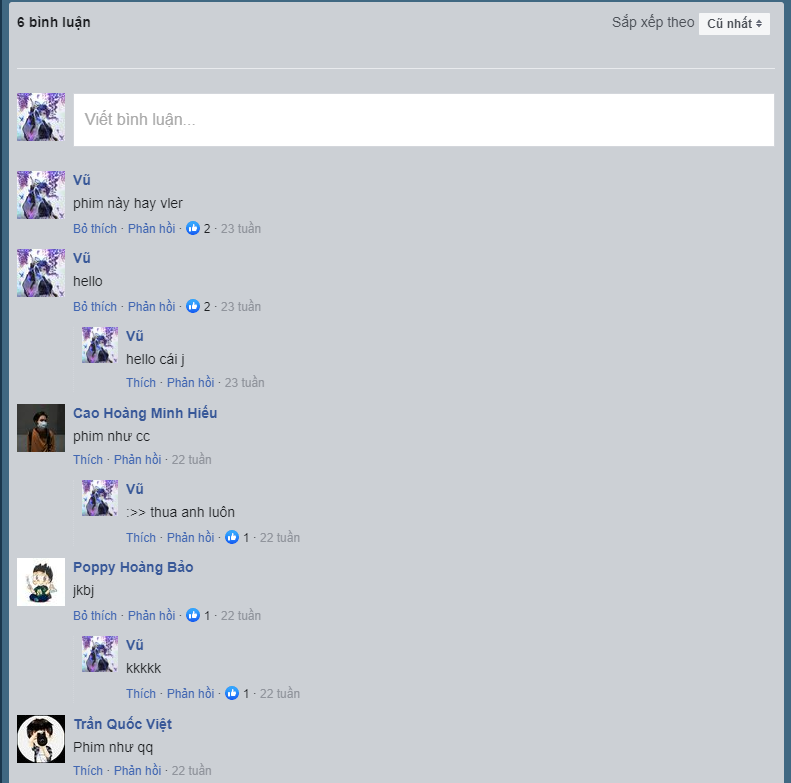 6 bình luận
Sắp xếp theo Cũ nhất
Viết bình luận...
Vũ
phim này hay vler
Bỏ thích · Phản hồi · 2 · 23 tuần
Vũ
hello
Bỏ thích · Phản hồi · 2 · 23 tuần
Vũ
hello cái j
Thích · Phản hồi · 23 tuần
Cao Hoàng Minh Hiếu
phim như cc
Thích · Phản hồi · 22 tuần
Vũ
:>> thua anh luôn
Thích · Phản hồi · 1 · 22 tuần
Poppy Hoàng Bảo
jkbj
Bỏ thích · Phản hồi · 1 · 22 tuần
Vũ
kkkkk
Thích · Phản hồi · 1 · 22 tuần
Trần Quốc Việt
Phim như qq
Thích · Phản hồi · 22 tuần